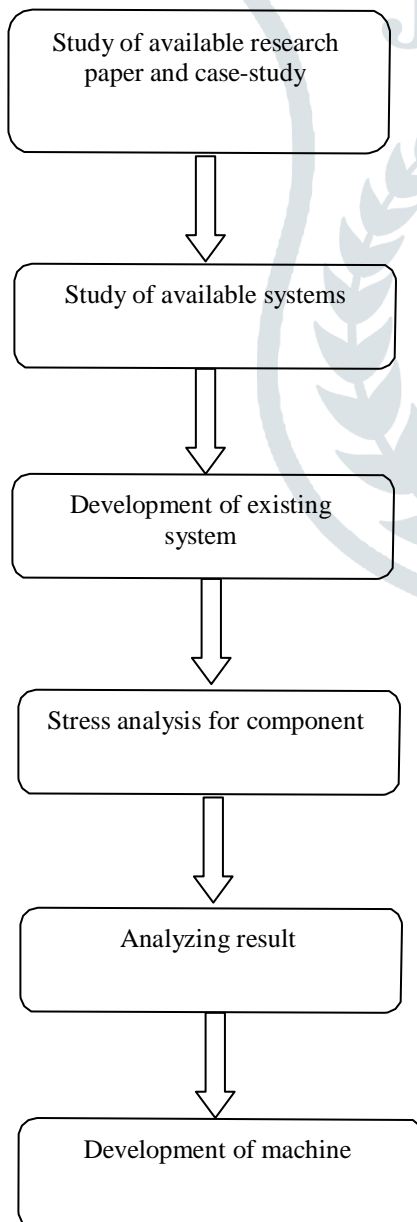 Study of available research
paper and case-study
Study of available systems
Development of existing
system
Stress analysis for component
Analyzing result
Development of machine